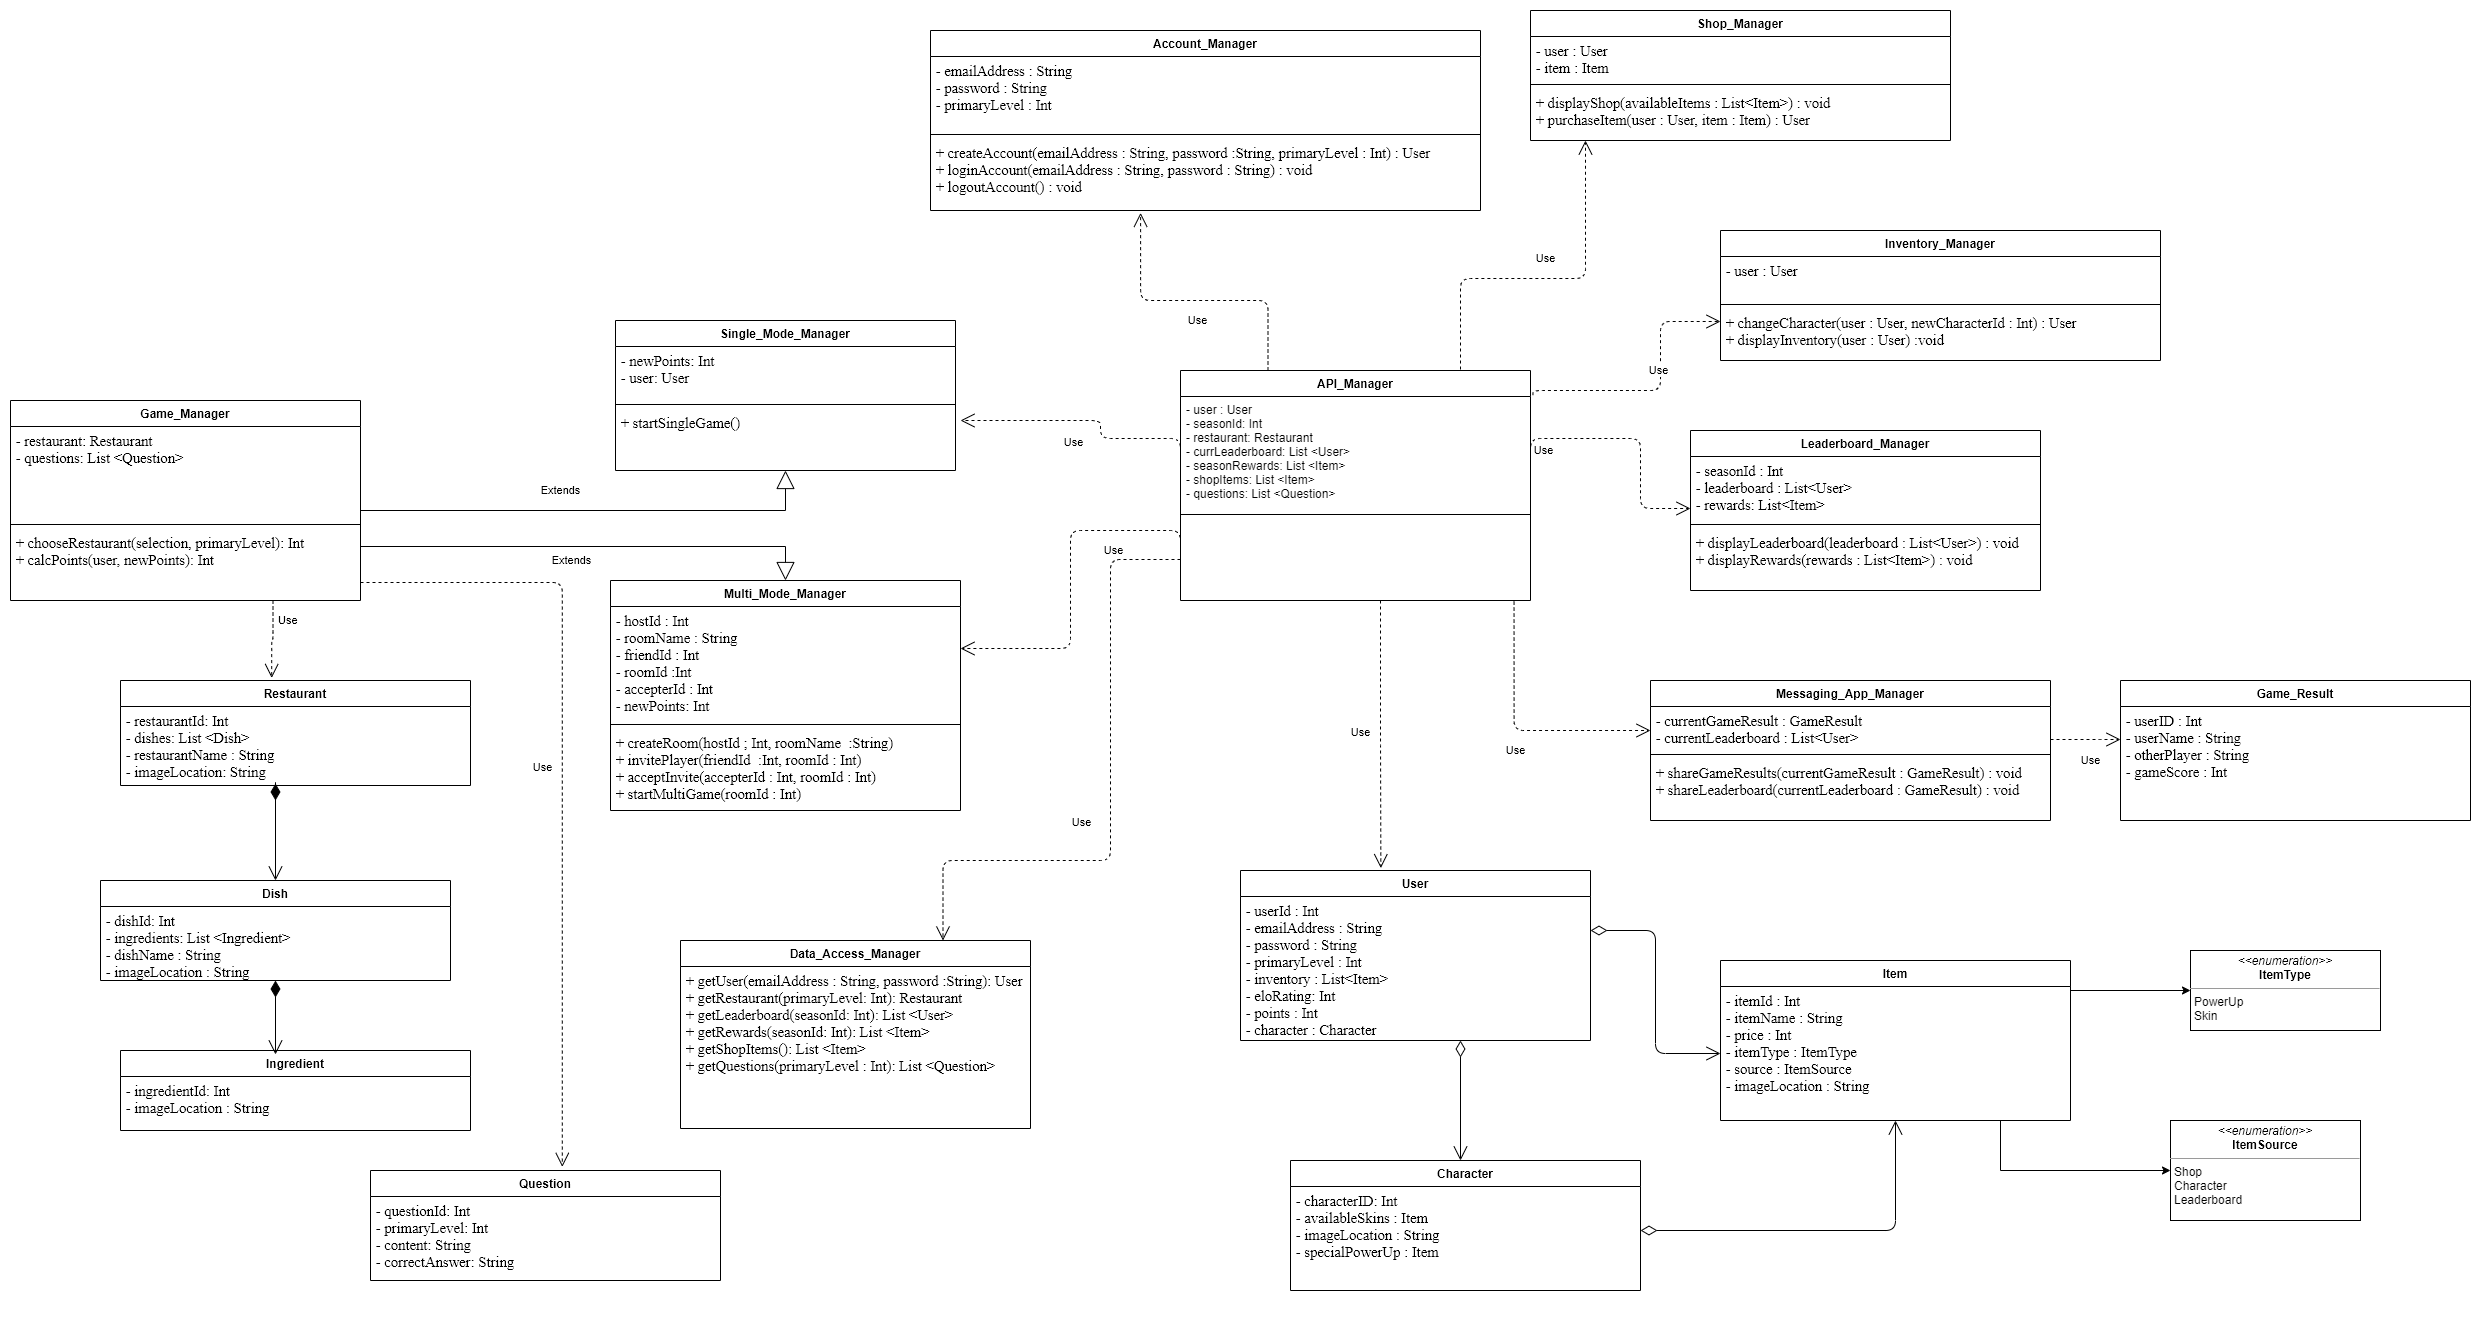 Account_Manager
- emailAddress : String
- password : String
- primaryLevel : Int
+ createAccount(emailAddress : String, password :String, primaryLevel : Int) : User
+ loginAccount(emailAddress : String, password : String) : void
+ logoutAccount() : void
Shop_Manager
- user : User
- item : Item
+ displayShop(availableItems : List<Item>) : void
+ purchaseItem(user : User, item : Item) : User
Use
Use
Inventory_Manager
- user : User
+ changeCharacter(user : User, newCharacterId : Int) : User
+ displayInventory(user : User) :void
Use
Single_Mode_Manager
- newPoints: Int
- user: User
+ startSingleGame()
Use
API_Manager
- user : User
- seasonId: Int
- restaurant: Restaurant
- currLeaderboard: List <User>
- seasonRewards: List <Item>
- shopItems: List <Item>
- questions: List <Question>
Use
Leaderboard_Manager
- seasonId : Int
- leaderboard : List<User>
- rewards: List<Item>
+ displayLeaderboard(leaderboard : List<User>) : void
+ displayRewards(rewards : List<Item>) : void
Game_Manager
- restaurant: Restaurant
- questions: List <Question>
+ chooseRestaurant(selection, primaryLevel): Int
+ calcPoints(user, newPoints): Int
Extends
Extends
Use
Use
Multi_Mode_Manager
- hostId : Int
- roomName : String
- friendId : Int
- roomId :Int
- accepterId : Int
- newPoints: Int
+ createRoom(hostId ; Int, roomName  :String)
+ invitePlayer(friendId  :Int, roomId : Int)
+ acceptInvite(accepterId : Int, roomId : Int)
+ startMultiGame(roomId : Int)
Restaurant
- restaurantId: Int
- dishes: List <Dish>
- restaurantName : String
- imageLocation: String
Use
Use
Use
Use
Messaging_App_Manager
- currentGameResult : GameResult
- currentLeaderboard : List<User>
+ shareGameResults(currentGameResult : GameResult) : void
+ shareLeaderboard(currentLeaderboard : GameResult) : void
Use
Game_Result
- userID : Int
- userName : String
- otherPlayer : String
- gameScore : Int
Dish
- dishId: Int
- ingredients: List <Ingredient>
- dishName : String
- imageLocation : String
Ingredient
- ingredientId: Int
- imageLocation : String
Data_Access_Manager
+ getUser(emailAddress : String, password :String): User
+ getRestaurant(primaryLevel: Int): Restaurant
+ getLeaderboard(seasonId: Int): List <User>
+ getRewards(seasonId: Int): List <Item>
+ getShopItems(): List <Item>
+ getQuestions(primaryLevel : Int): List <Question>
User
- userId : Int
- emailAddress : String
- password : String
- primaryLevel : Int
- inventory : List<Item>
- eloRating: Int
- points : Int
- character : Character
Item
- itemId : Int
- itemName : String
- price : Int
- itemType : ItemType
- source : ItemSource
- imageLocation : String
<<enumeration>>
ItemType
PowerUp
Skin
<<enumeration>>
ItemSource
Shop
Character
Leaderboard
Question
- questionId: Int
- primaryLevel: Int
- content: String
- correctAnswer: String
Character
- characterID: Int
- availableSkins : Item
- imageLocation : String
- specialPowerUp : Item